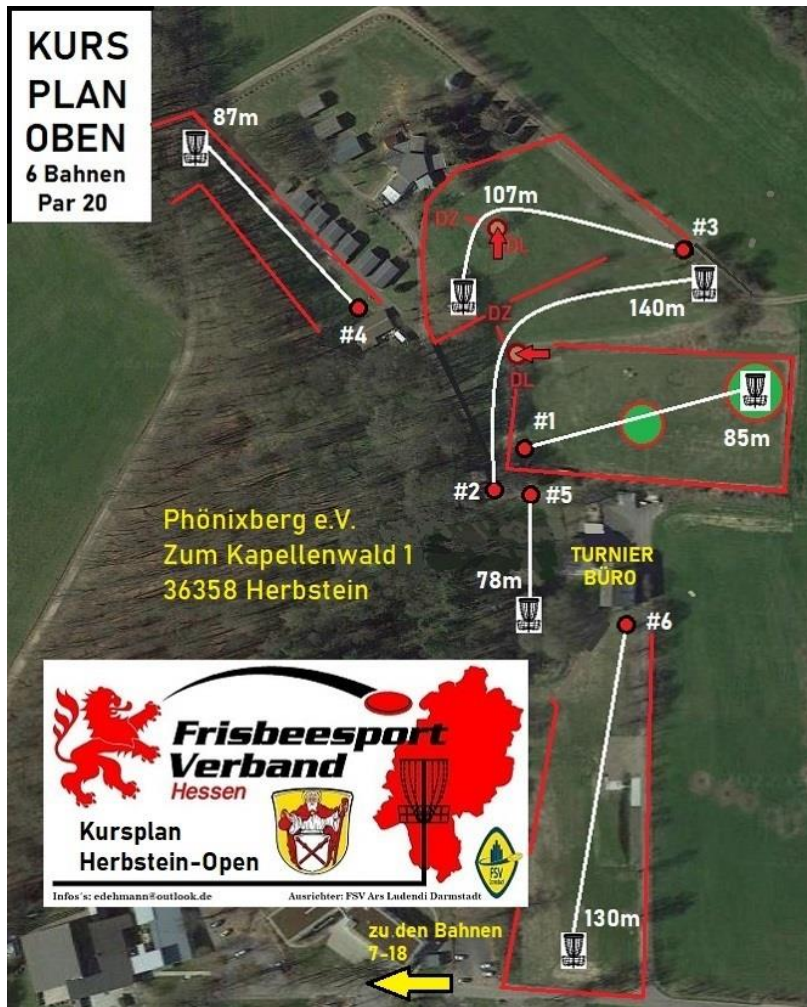 KURS
PLAN
OBEN
6 Bahnen
Par 20
87m
107m
DZ
DL
#3
140m
#4
DZ
DL
#1
85m
#2
#5
Phönixberg e.V.
Zum Kapellenwald 1
36358 Herbstein
TURNIER
BÜRO
78m
#6
Frisbeesport
Verband
Hessen
Kursplan
Herbstein-Open
FSV
Darmstadt
Infos´s: edehmann@outlook.de
Ausrichter: FSV Ars Ludendi Darmstadt
130m
zu den Bahnen
7-18